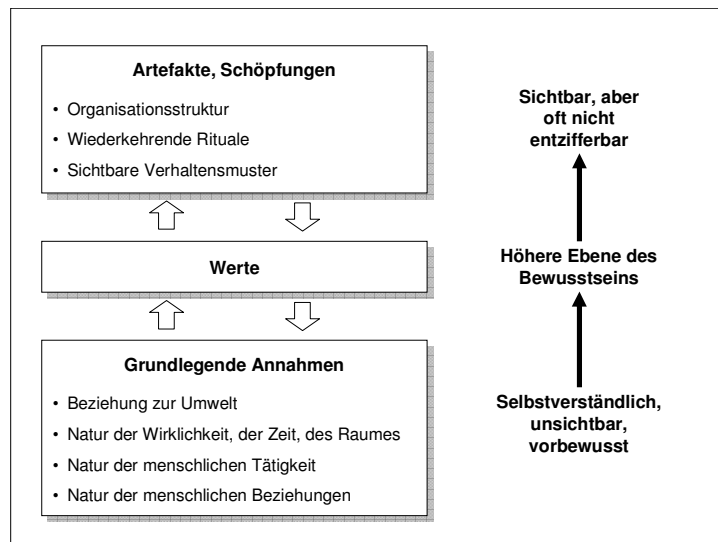 Artefakte, Schöpfungen
• Organisationsstruktur
• Wiederkehrende Rituale
• Sichtbare Verhaltensmuster
Sichtbar, aber
oft nicht
entzifferbar
Werte
Höhere Ebene des
Bewusstseins
Grundlegende Annahmen
• Beziehung zur Umwelt
• Natur der Wirklichkeit, der Zeit, des Raumes
• Natur der menschlichen Tätigkeit
• Natur der menschlichen Beziehungen
Selbstverständlich,
unsichtbar,
vorbewusst